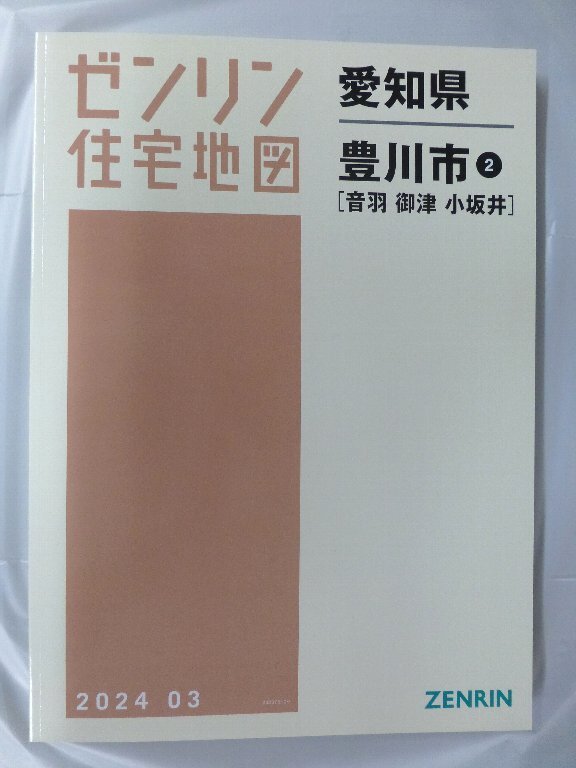 ゼンリン
住宅地図
愛知県
豊川市❷
[音羽 御津 小坂井]
2024 03
ZENRIN